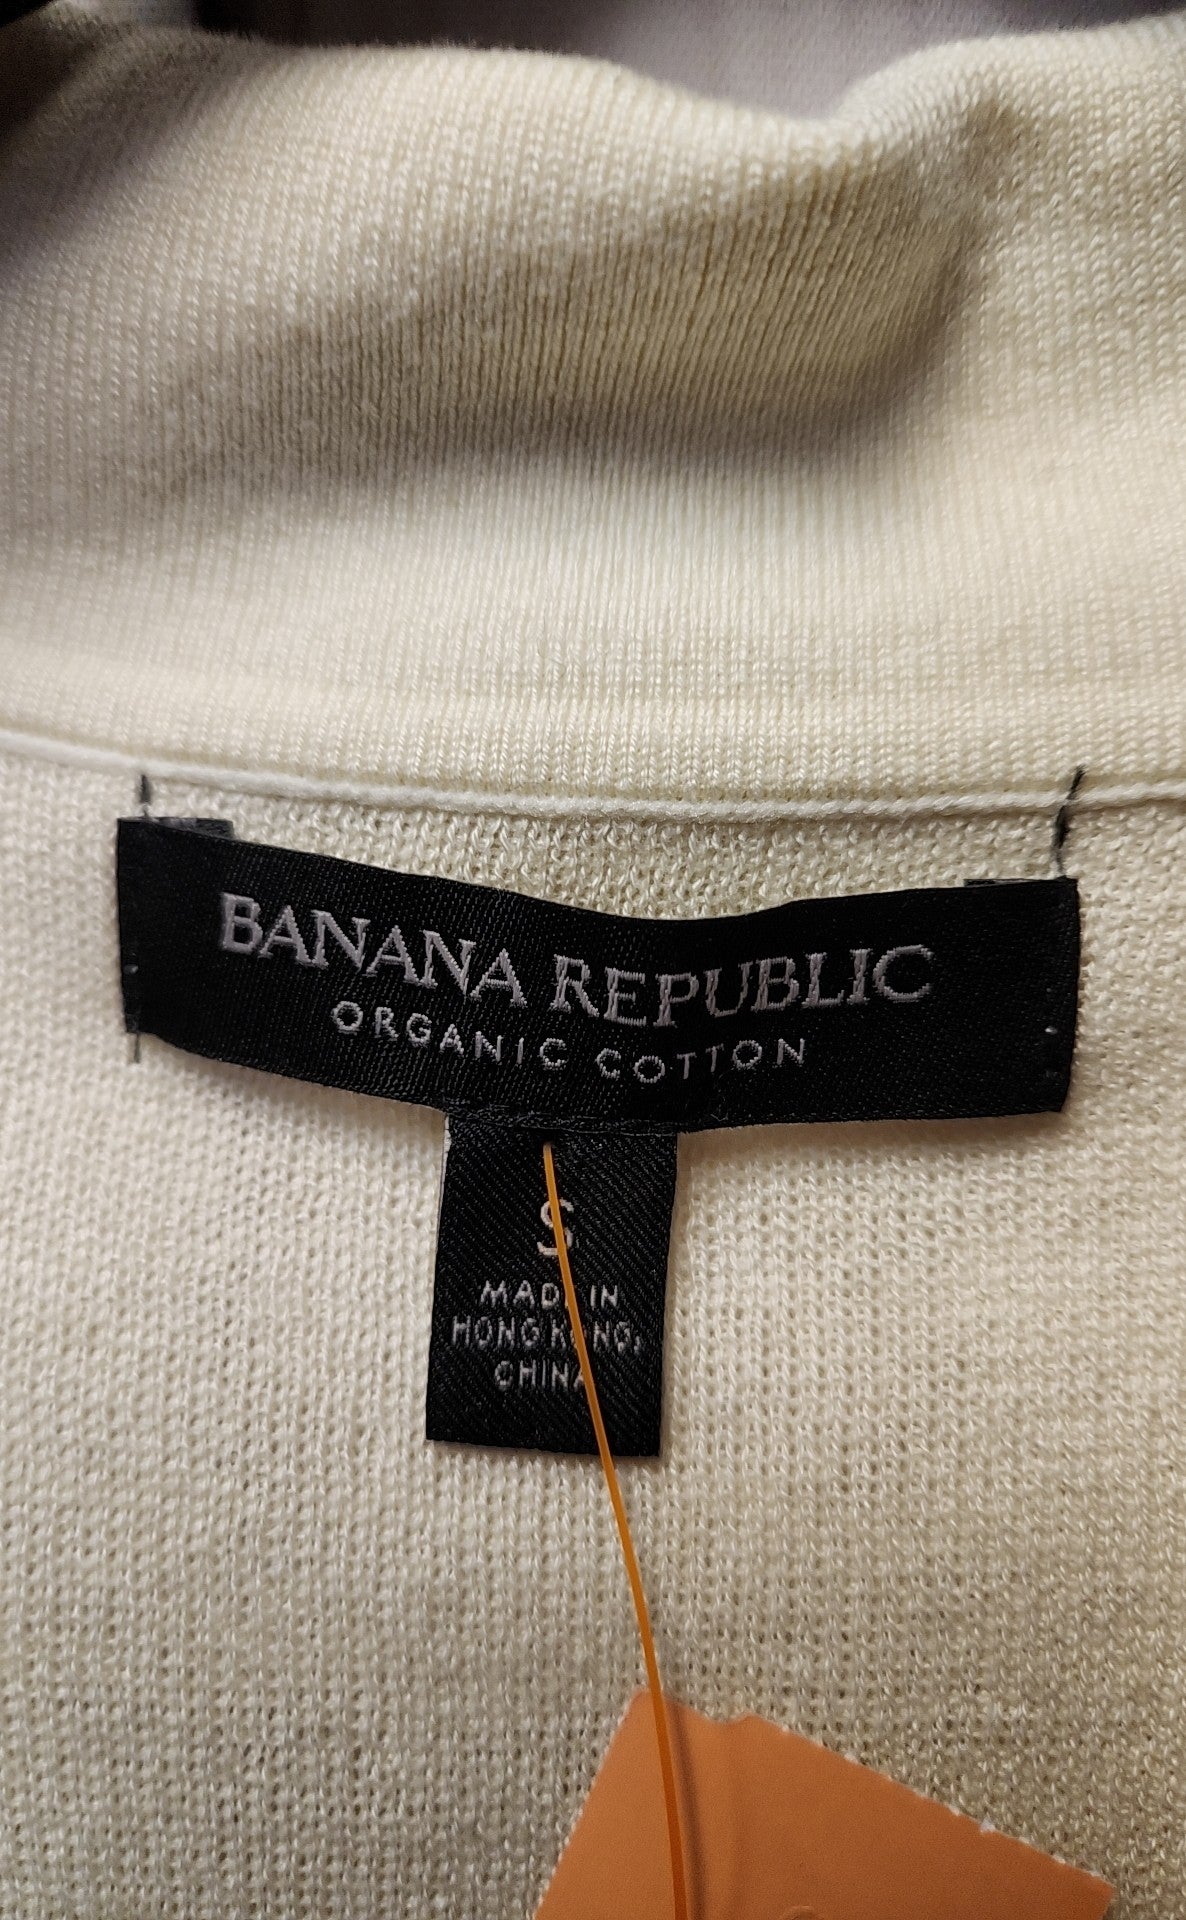 BANANA REPUBLIC
ORGANIC COTTON
S
MADE IN
HONG KONG,
CHINA